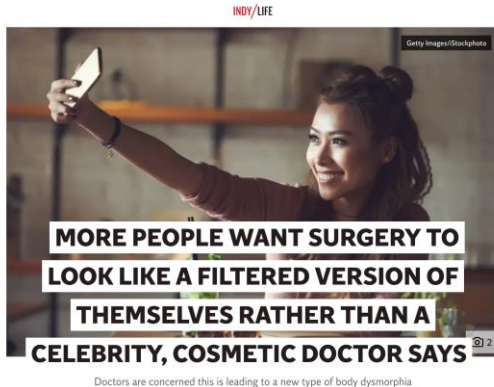 INDY/LIFE
Getty Images/iStockphoto
MORE PEOPLE WANT SURGERY TO
LOOK LIKE A FILTERED VERSION OF
THEMSELVES RATHER THAN A
CELEBRITY, COSMETIC DOCTOR SAYS
2
Doctors are concerned this is leading to a new type of body dysmorphia